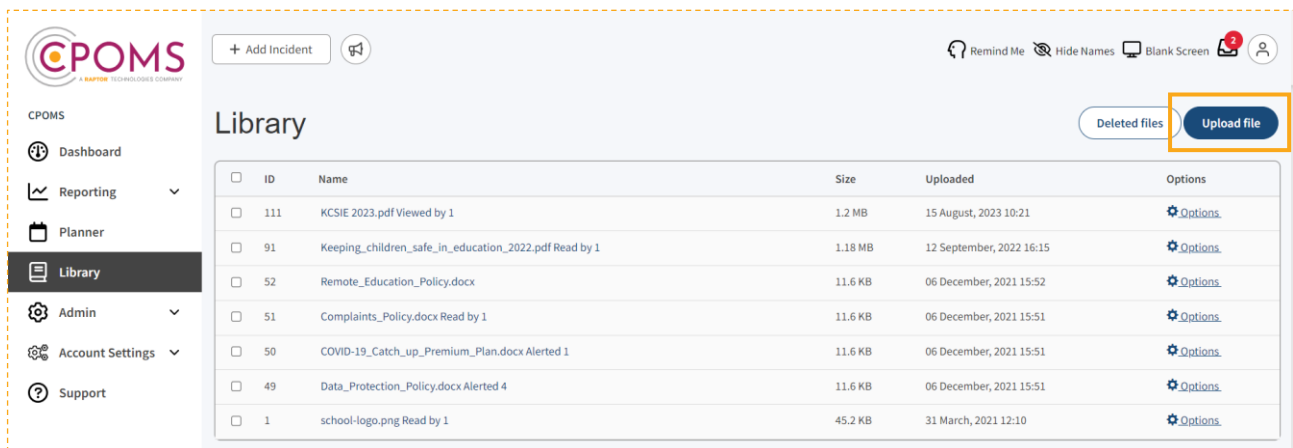 CPOMS
A RAPTOR TECHNOLOGIES COMPANY
+ Add Incident
Remind Me Hide Names Blank Screen 2
CPOMS
Dashboard
Reporting
Planner
Library
Admin
Account Settings
Support
Library
Deleted files Upload file
ID Name Size Uploaded Options
111 KCSIE 2023.pdf Viewed by 1 1.2 MB 15 August, 2023 10:21 Options
91 Keeping_children_safe_in_education_2022.pdf Read by 1 1.18 MB 12 September, 2022 16:15 Options
52 Remote_Education_Policy.docx 11.6 KB 06 December, 2021 15:52 Options
51 Complaints_Policy.docx Read by 1 11.6 KB 06 December, 2021 15:51 Options
50 COVID-19_Catch_up_Premium_Plan.docx Alerted 1 11.6 KB 06 December, 2021 15:51 Options
49 Data_Protection_Policy.docx Alerted 4 11.6 KB 06 December, 2021 15:51 Options
1 school-logo.png Read by 1 45.2 KB 31 March, 2021 12:10 Options